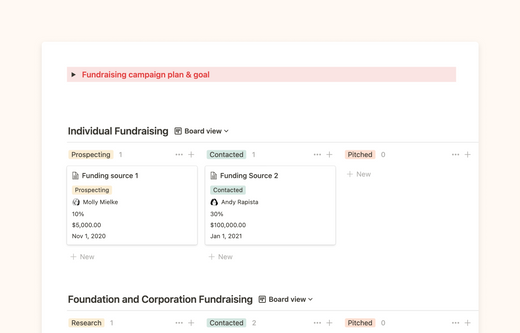 Fundraising campaign plan & goal
Individual Fundraising Board view
Prospecting 1 Contacted 1 Pitched 0
Funding source 1 Funding Source 2 New
Prospecting Contacted
Molly Mielke Andy Rapista
10% 30%
$5,000.00 $100,000.00
Nov 1, 2020 Jan 1, 2021
New New
Foundation and Corporation Fundraising Board view
Research 1 Contacted 2 Pitched 0